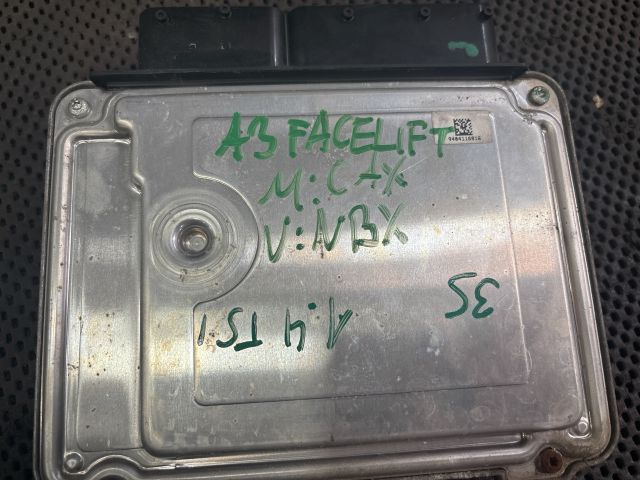 A3 FACELIFT
M:CAX
V:NBX
1.4 TSI
35